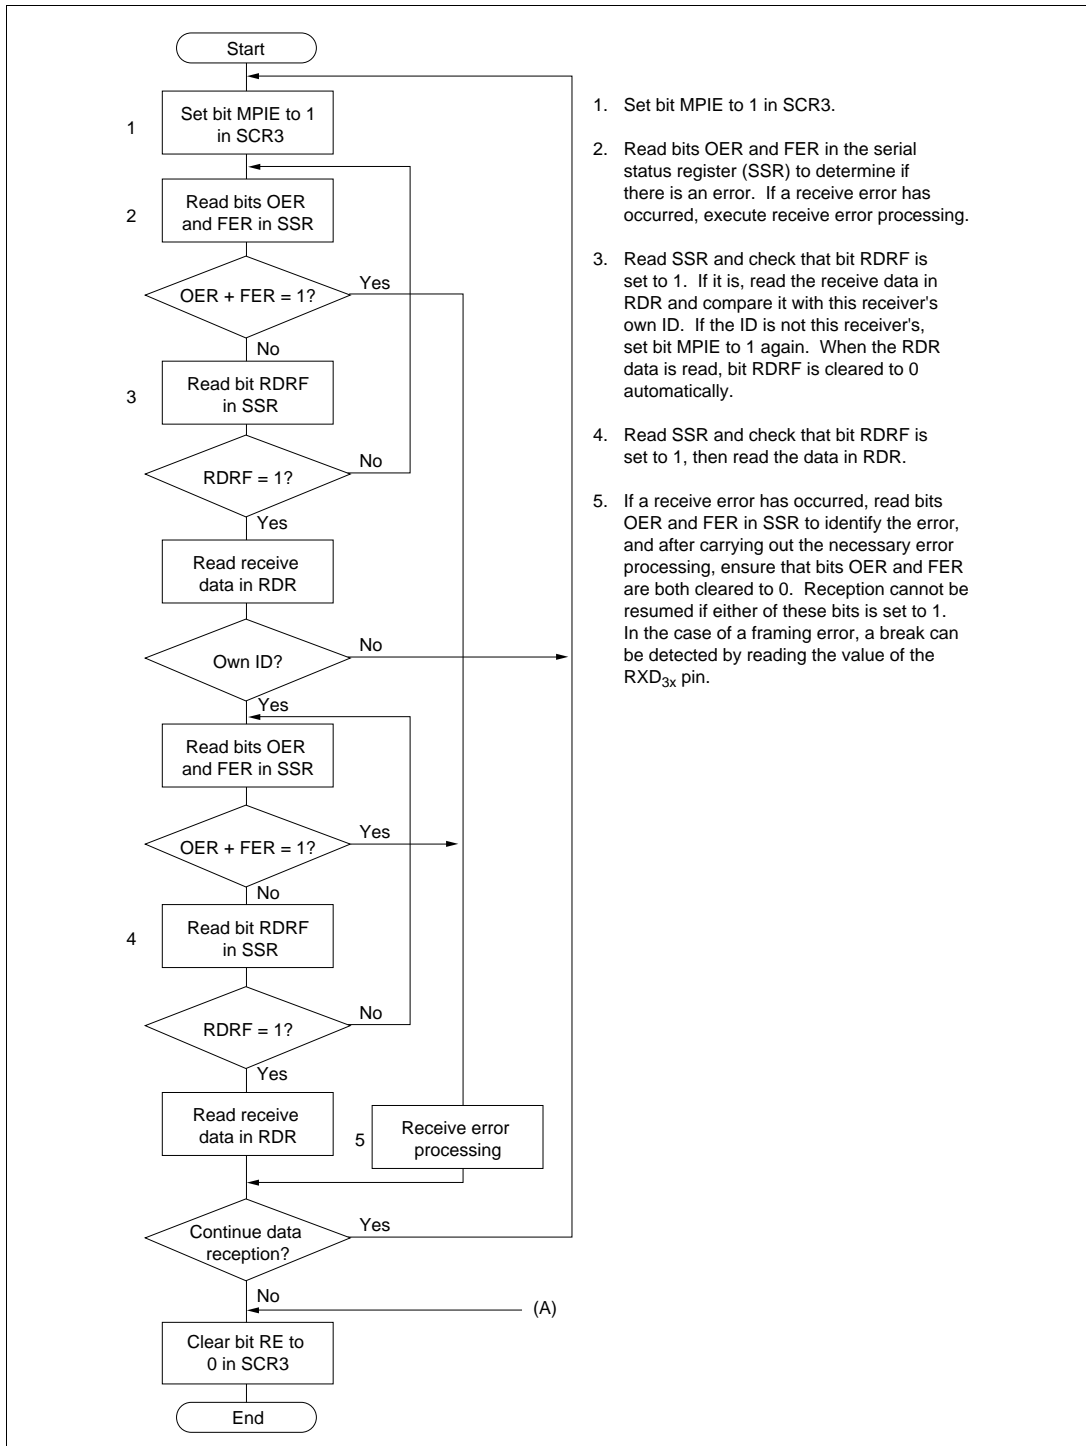 Start
1
Set bit MPIE to 1
in SCR3
2
Read bits OER
and FER in SSR
OER + FER = 1?
Yes
No
3
Read bit RDRF
in SSR
RDRF = 1?
No
Yes
Read receive
data in RDR
Own ID?
No
Yes
Read bits OER
and FER in SSR
OER + FER = 1?
Yes
No
4
Read bit RDRF
in SSR
RDRF = 1?
No
Yes
Read receive
data in RDR
5
Receive error
processing
Continue data
reception?
Yes
No
(A)
Clear bit RE to
0 in SCR3
End
1. Set bit MPIE to 1 in SCR3.
2. Read bits OER and FER in the serial
status register (SSR) to determine if
there is an error. If a receive error has
occurred, execute receive error processing.
3. Read SSR and check that bit RDRF is
set to 1. If it is, read the receive data in
RDR and compare it with this receiver's
own ID. If the ID is not this receiver's,
set bit MPIE to 1 again. When the RDR
data is read, bit RDRF is cleared to 0
automatically.
4. Read SSR and check that bit RDRF is
set to 1, then read the data in RDR.
5. If a receive error has occurred, read bits
OER and FER in SSR to identify the error,
and after carrying out the necessary error
processing, ensure that bits OER and FER
are both cleared to 0. Reception cannot be
resumed if either of these bits is set to 1.
In the case of a framing error, a break can
be detected by reading the value of the
RXD3x pin.